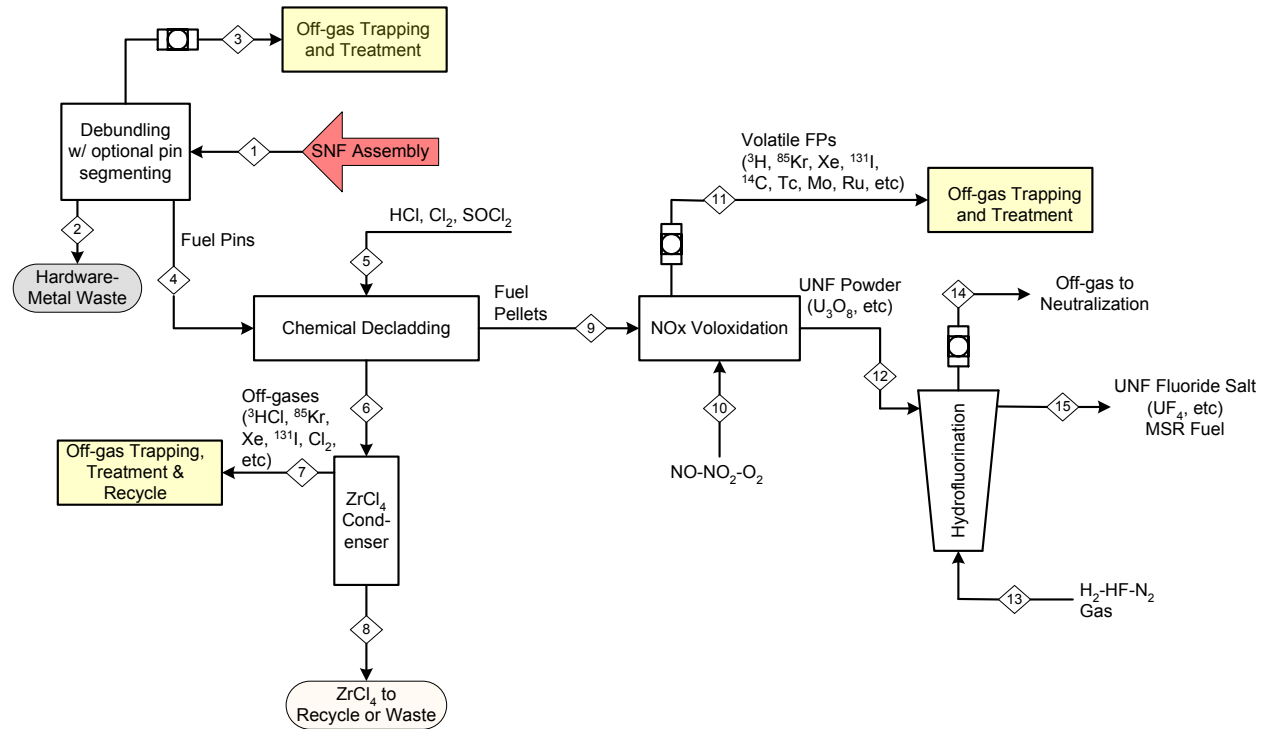 3
Off-gas Trapping
and Treatment
Debundling
w/ optional pin
segmenting
1
SNF Assembly
2
Hardware-
Metal Waste
4
Fuel Pins
HCl, Cl₂, SOCl₂
5
Chemical Decladding
Fuel
Pellets
9
6
Off-gases
(³HCl, ⁸⁵Kr,
Xe, ¹³¹I, Cl₂,
etc)
7
Off-gas Trapping,
Treatment &
Recycle
ZrCl₄
Cond-
enser
8
ZrCl₄ to
Recycle or Waste
Volatile FPs
(³H, ⁸⁵Kr, Xe, ¹³¹I,
¹⁴C, Tc, Mo, Ru, etc)
11
Off-gas Trapping
and Treatment
NOx Voloxidation
10
NO-NO₂-O₂
UNF Powder
(U₃O₈, etc)
12
14
Off-gas to
Neutralization
Hydrofluorination
15
UNF Fluoride Salt
(UF₄, etc)
MSR Fuel
13
H₂-HF-N₂
Gas